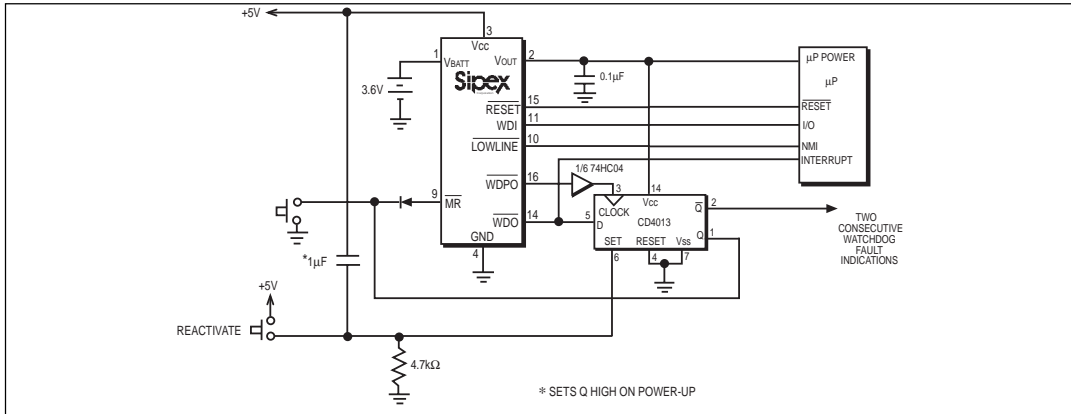 +5V
3
VCC
1
VBATT
VOUT
2
3.6V
Sipex
0.1µF
µP POWER
µP
RESET
15
RESET
WDI
11
I/O
LOWLINE
10
NMI
INTERRUPT
1/6 74HC04
WDPO
16
3
14
VCC
CLOCK
Q
2
9
MR
WDO
14
5
D
CD4013
Q
1
GND
4
SET
RESET
VSS
6
4
7
TWO
CONSECUTIVE
WATCHDOG
FAULT
INDICATIONS
*1µF
+5V
REACTIVATE
4.7kΩ
* SETS Q HIGH ON POWER-UP